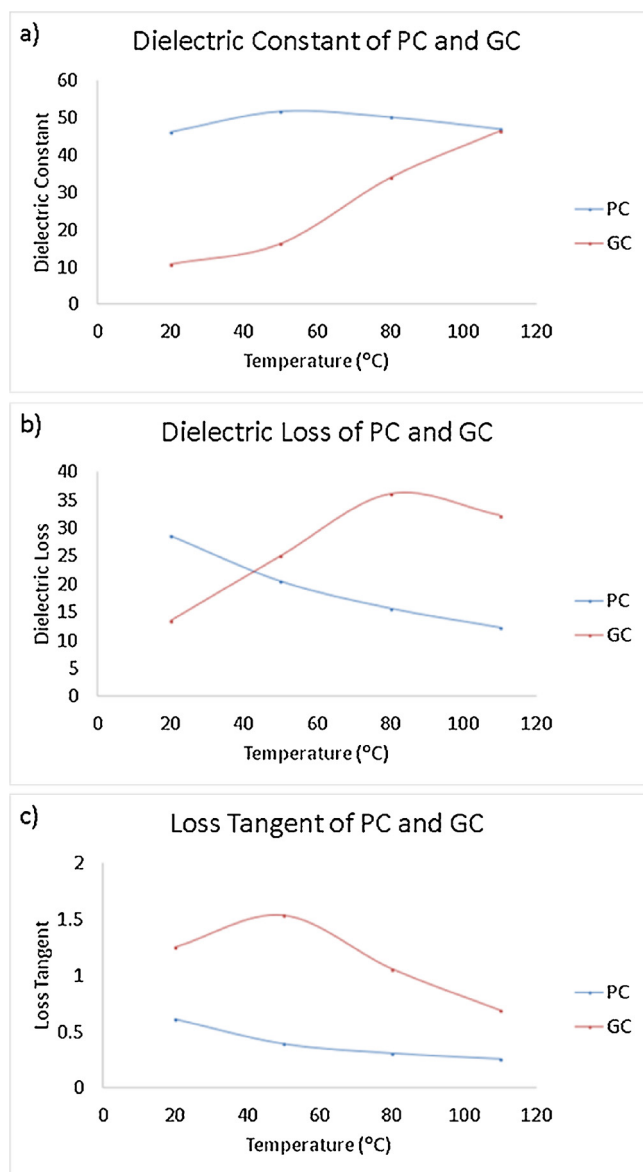 a)
Dielectric Constant of PC and GC
Dielectric Constant
60
50
40
30
20
10
0
0 20 40 60 80 100 120
Temperature (°C)
PC
GC
b)
Dielectric Loss of PC and GC
Dielectric Loss
40
35
30
25
20
15
10
5
0
0 20 40 60 80 100 120
Temperature (°C)
PC
GC
c)
Loss Tangent of PC and GC
Loss Tangent
2
1.5
1
0.5
0
0 20 40 60 80 100 120
Temperature (°C)
PC
GC